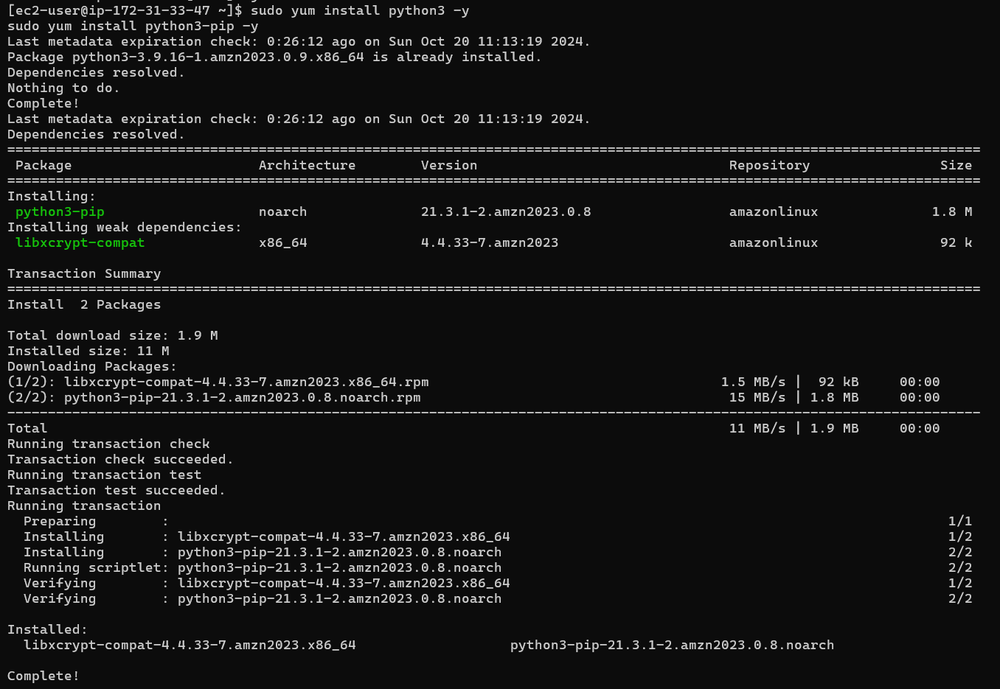 [ec2-user@ip-172-31-33-47 ~]$ sudo yum install python3 -y
sudo yum install python3-pip -y
Last metadata expiration check: 0:26:12 ago on Sun Oct 20 11:13:19 2024.
Package python3-3.9.16-1.amzn2023.0.9.x86_64 is already installed.
Dependencies resolved.
Nothing to do.
Complete!
Last metadata expiration check: 0:26:12 ago on Sun Oct 20 11:13:19 2024.
Dependencies resolved.
========================================================================================================================
 Package                       Architecture        Version                               Repository                Size
========================================================================================================================
Installing:
 python3-pip                   noarch              21.3.1-2.amzn2023.0.8                 amazonlinux              1.8 M
Installing weak dependencies:
 libxcrypt-compat              x86_64              4.4.33-7.amzn2023                     amazonlinux               92 k

Transaction Summary
========================================================================================================================
Install  2 Packages

Total download size: 1.9 M
Installed size: 11 M
Downloading Packages:
(1/2): libxcrypt-compat-4.4.33-7.amzn2023.x86_64.rpm                                    1.5 MB/s |  92 kB     00:00
(2/2): python3-pip-21.3.1-2.amzn2023.0.8.noarch.rpm                                      15 MB/s | 1.8 MB     00:00
------------------------------------------------------------------------------------------------------------------------
Total                                                                                    11 MB/s | 1.9 MB     00:00
Running transaction check
Transaction check succeeded.
Running transaction test
Transaction test succeeded.
Running transaction
  Preparing        :                                                                                                1/1
  Installing       : libxcrypt-compat-4.4.33-7.amzn2023.x86_64                                                      1/2
  Installing       : python3-pip-21.3.1-2.amzn2023.0.8.noarch                                                       2/2
  Running scriptlet: python3-pip-21.3.1-2.amzn2023.0.8.noarch                                                       2/2
  Verifying        : libxcrypt-compat-4.4.33-7.amzn2023.x86_64                                                      1/2
  Verifying        : python3-pip-21.3.1-2.amzn2023.0.8.noarch                                                       2/2

Installed:
  libxcrypt-compat-4.4.33-7.amzn2023.x86_64                   python3-pip-21.3.1-2.amzn2023.0.8.noarch

Complete!